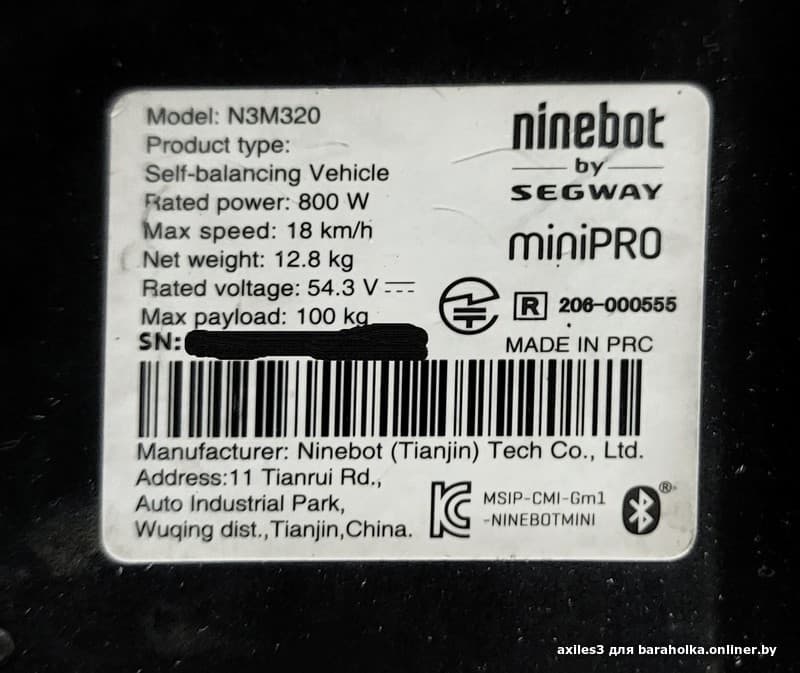 Model: N3M320
Product type:
Self-balancing Vehicle
Rated power: 800 W
Max speed: 18 km/h
Net weight: 12.8 kg
Rated voltage: 54.3 V
Max payload: 100 kg
SN:
ninebot
by
SEGWAY
miniPRO
R 206-000555
MADE IN PRC
Manufacturer: Ninebot (Tianjin) Tech Co., Ltd.
Address:11 Tianrui Rd.,
Auto Industrial Park,
Wuqing dist.,Tianjin,China.
MSIP-CMI-Gm1
-NINEBOTMINI
®
axiles3 для baraholka.onliner.by